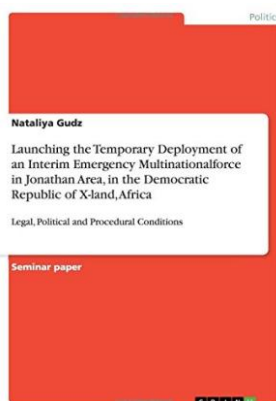 Politic
Nataliya Gudz
Launching the Temporary Deployment of
an Interim Emergency Multinationalforce
in Jonathan Area, in the Democratic
Republic of X-land, Africa
Legal, Political and Procedural Conditions
Seminar paper